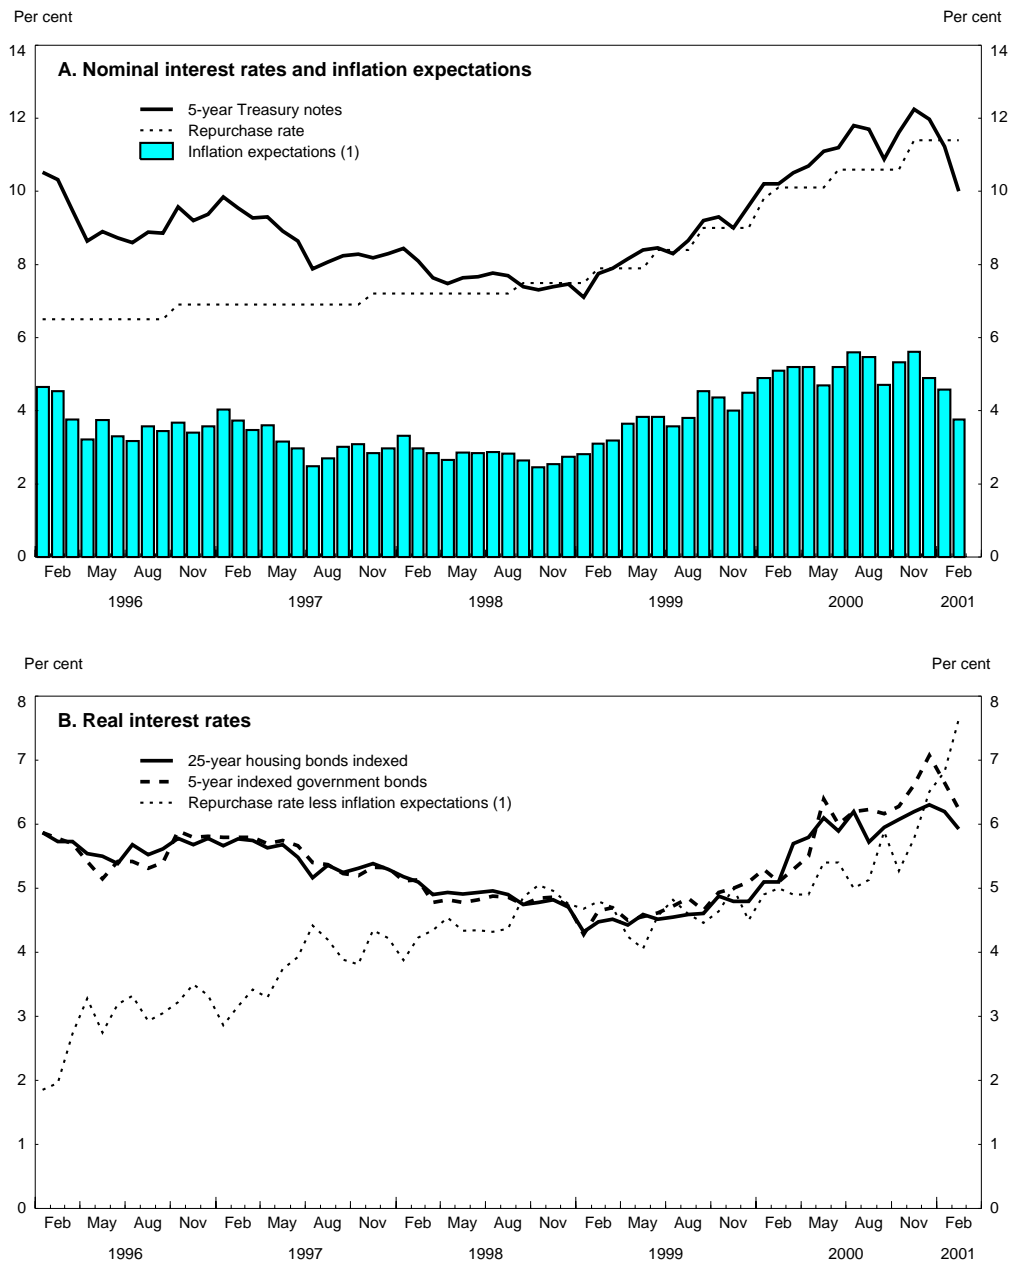 Per cent Per cent
14 14
A. Nominal interest rates and inflation expectations
5-year Treasury notes
12 12
Repurchase rate
Inflation expectations (1)
10 10
8 8
6 6
4 4
2 2
0 0
Feb May Aug Nov Feb May Aug Nov Feb May Aug Nov Feb May Aug Nov Feb May Aug Nov Feb
1996 1997 1998 1999 2000 2001
Per cent Per cent
8 8
B. Real interest rates
25-year housing bonds indexed
7 7
5-year indexed government bonds
Repurchase rate less inflation expectations (1)
6 6
5 5
4 4
3 3
2 2
1 1
0 0
Feb May Aug Nov Feb May Aug Nov Feb May Aug Nov Feb May Aug Nov Feb May Aug Nov Feb
1996 1997 1998 1999 2000 2001